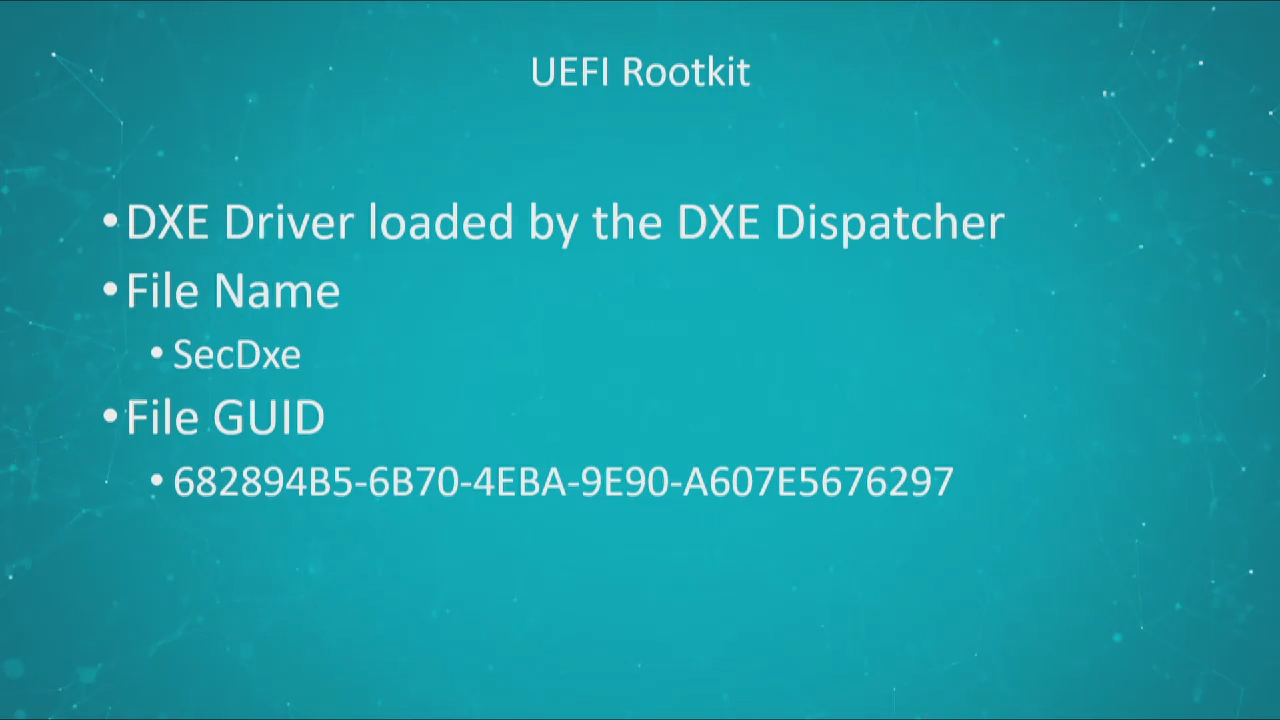 UEFI Rootkit
•DXE Driver loaded by the DXE Dispatcher
•File Name
•SecDxe
•File GUID
•682894B5-6B70-4EBA-9E90-A607E5676297